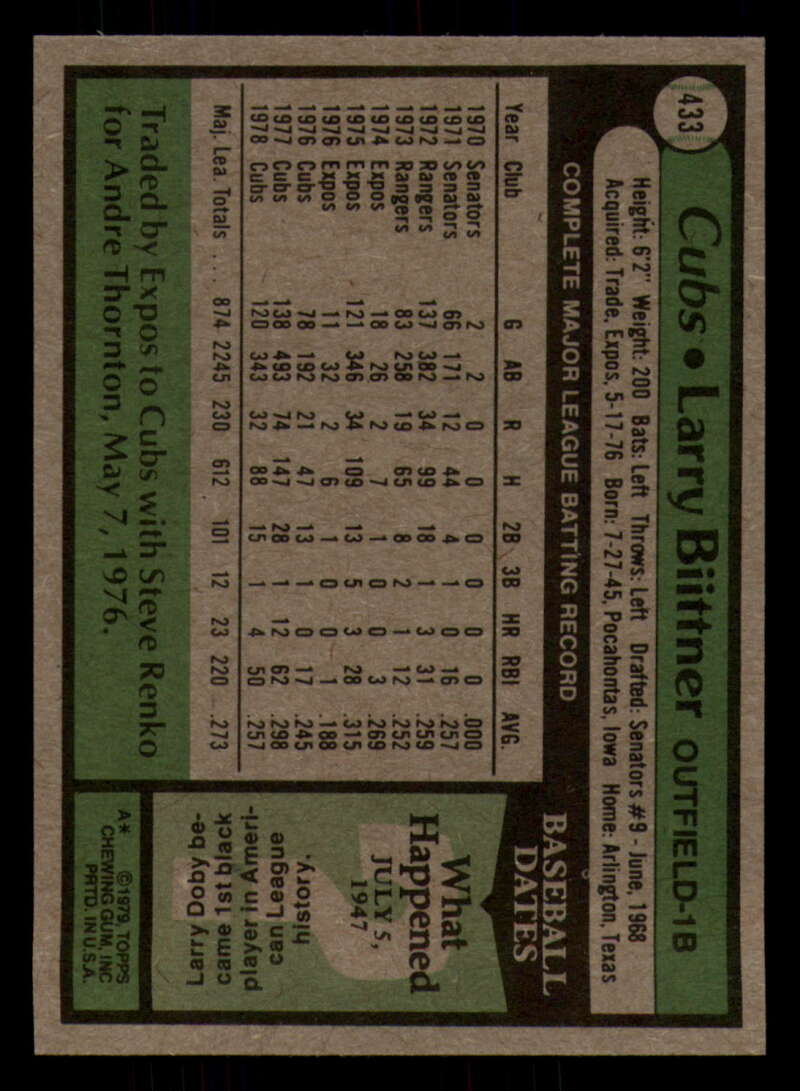 433
Cubs • Larry Biittner OUTFIELD-1B
Height: 6'2" Weight: 200 Bats: Left Throws: Left Drafted: Senators #9 - June, 1968
Acquired: Trade, Expos, 5-17-76 Born: 7-27-45, Pocahontas, Iowa Home: Arlington, Texas
COMPLETE MAJOR LEAGUE BATTING RECORD
Year Club G AB R H 2B 3B HR RBI AVG.
1970 Senators 2 2 0 0 0 0 0 0 .000
1971 Senators 66 171 12 44 4 1 0 16 .257
1972 Rangers 137 382 34 99 18 1 3 31 .259
1973 Rangers 83 258 19 65 8 2 1 12 .252
1974 Expos 18 26 2 7 1 0 0 3 .269
1975 Expos 121 346 34 109 13 5 3 28 .315
1976 Expos 11 32 2 6 1 0 0 1 .188
1976 Cubs 78 192 21 47 13 1 0 17 .245
1977 Cubs 138 493 74 147 28 1 12 62 .298
1978 Cubs 120 343 32 88 15 1 4 50 .257
Maj. Lea. Totals . . . . 874 2245 230 612 101 12 23 220 .273
Traded by Expos to Cubs with Steve Renko
for Andre Thornton, May 7, 1976.
BASEBALL
DATES
What
Happened
JULY 5,
1947
Larry Doby be-
came 1st black
player in Ameri-
can League
history.
A* ©1979, TOPPS
CHEWING GUM, INC
PRTD. IN U.S.A.